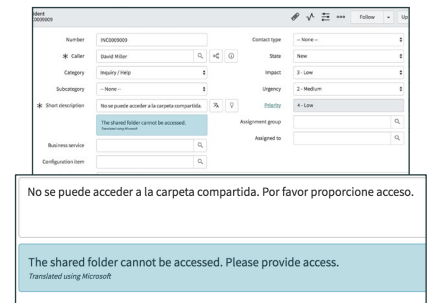 ident
C0009009
Follow
Up
Number INC0009009 Contact type -- None --
✱ Caller David Miller State New
Category Inquiry / Help Impact 3 - Low
Subcategory -- None -- Urgency 2 - Medium
✱ Short description No se puede acceder a la carpeta compartida. Priority 4 - Low
The shared folder cannot be accessed. Assignment group
Translated using Microsoft
Assigned to
Business service
Configuration item
No se puede acceder a la carpeta compartida. Por favor proporcione acceso.
The shared folder cannot be accessed. Please provide access.
Translated using Microsoft